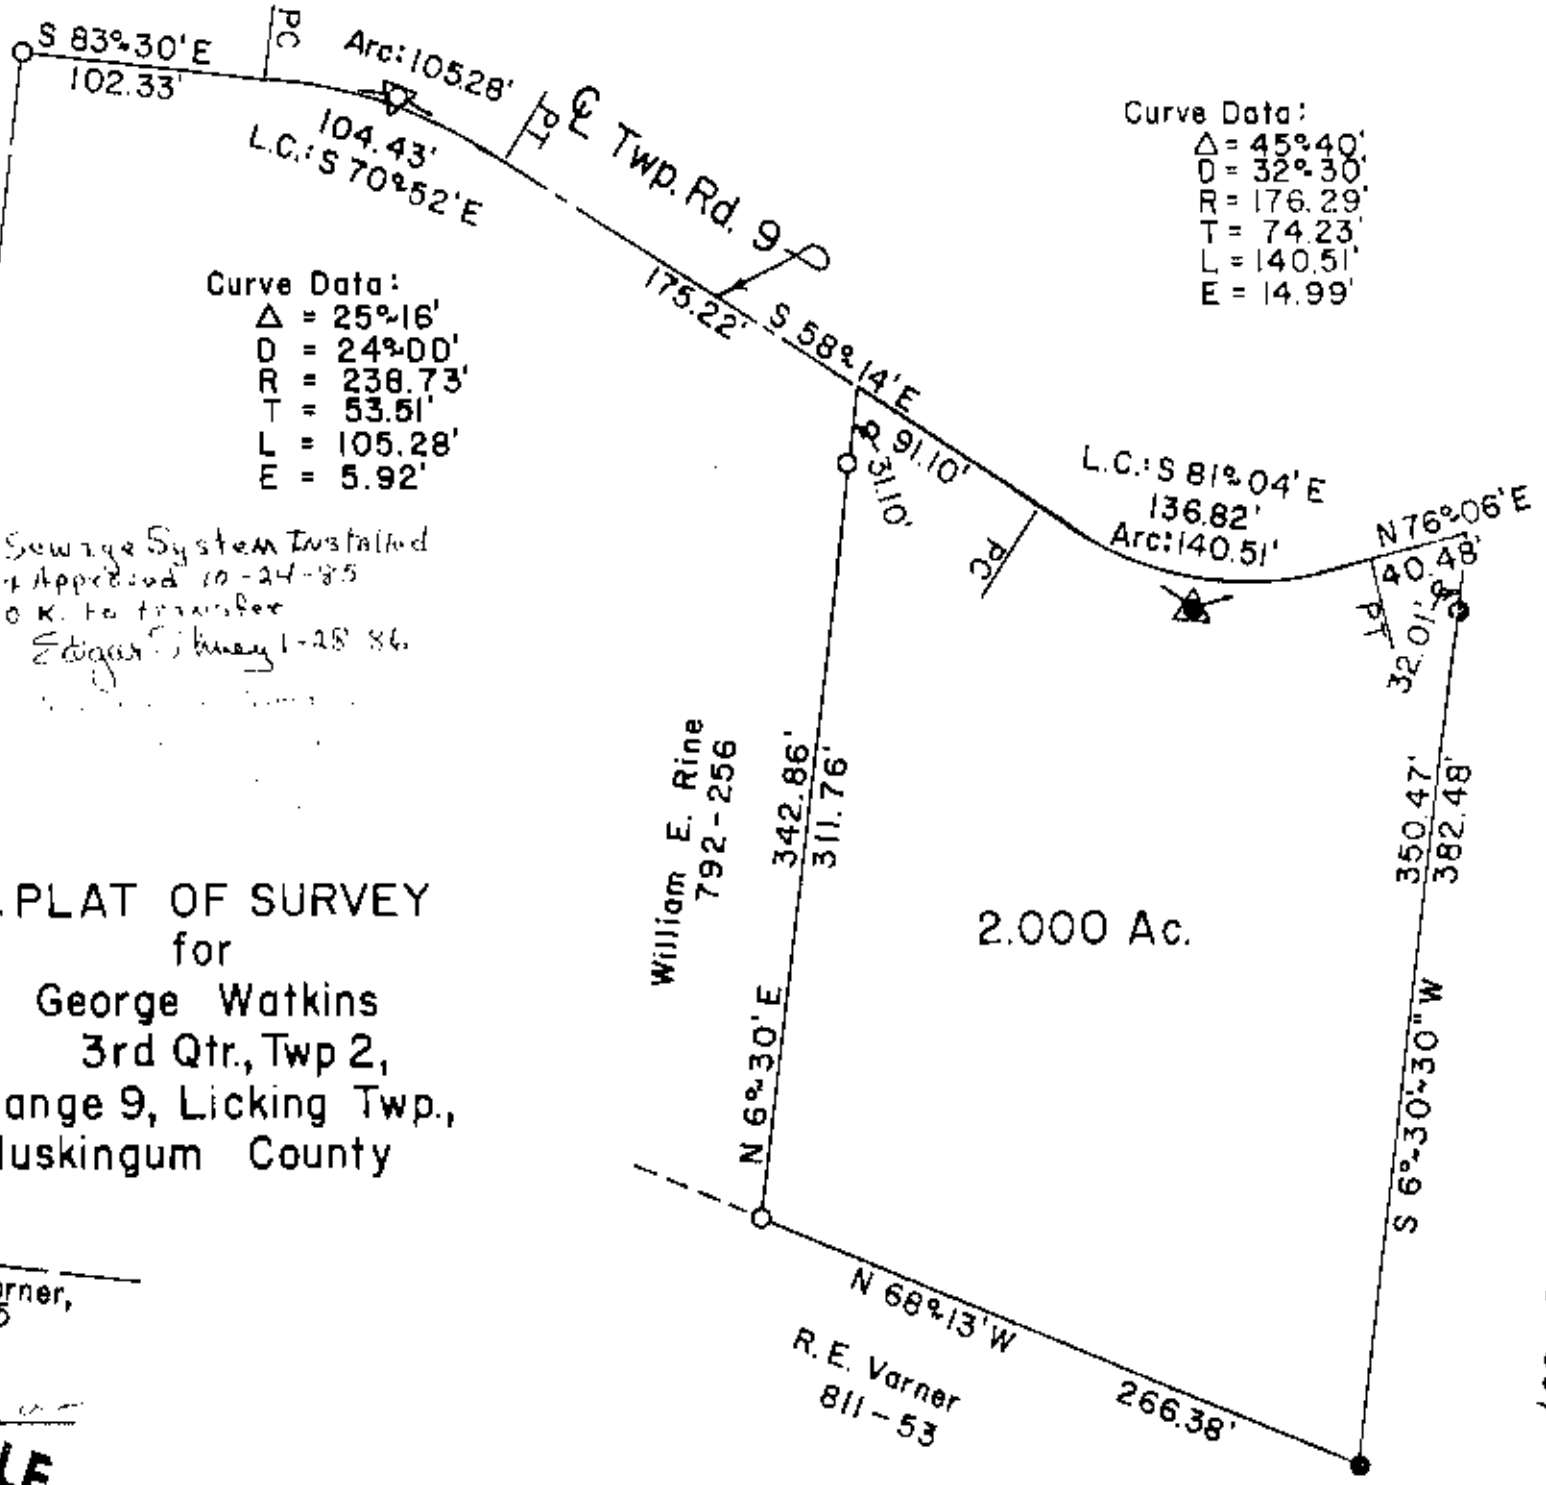 S 83°-30' E
102.33'
PC
Arc: 105.28'
104.43'
L.C.: S 70°-52' E
PT
℄ Twp. Rd. 9
175.22'
S 58°-14' E
Curve Data:
Δ = 45°-40'
D = 32°-30'
R = 176.29'
T = 74.23'
L = 140.51'
E = 14.99'
Curve Data:
Δ = 25°-16'
D = 24°-00'
R = 238.73'
T = 53.51'
L = 105.28'
E = 5.92'
91.10'
31.10'
PC
L.C.: S 81°-04' E
136.82'
Arc: 140.51'
N 76°-06' E
40.48'
PT
32.01'
Sewage System Installed
+ Approved 10-24-85
O.K. to transfer
Edgar 1-28 86
William E. Rine
792-256
342.86'
311.76'
N 6°-30' E
350.47'
382.48'
S 6°-30'-30" W
2.000 Ac.
.PLAT OF SURVEY
for
George Watkins
3rd Qtr., Twp 2,
ange 9, Licking Twp.,
uskingum County
rner,
N 68°-13' W
266.38'
R. E. Varner
811-53
LE